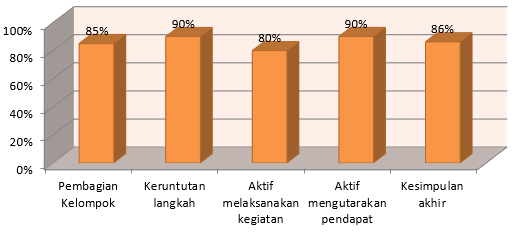 100%
80%
60%
40%
20%
0%
85%
90%
80%
90%
86%
Pembagian
Kelompok
Keruntutan
langkah
Aktif
melaksanakan
kegiatan
Aktif
mengutarakan
pendapat
Kesimpulan
akhir